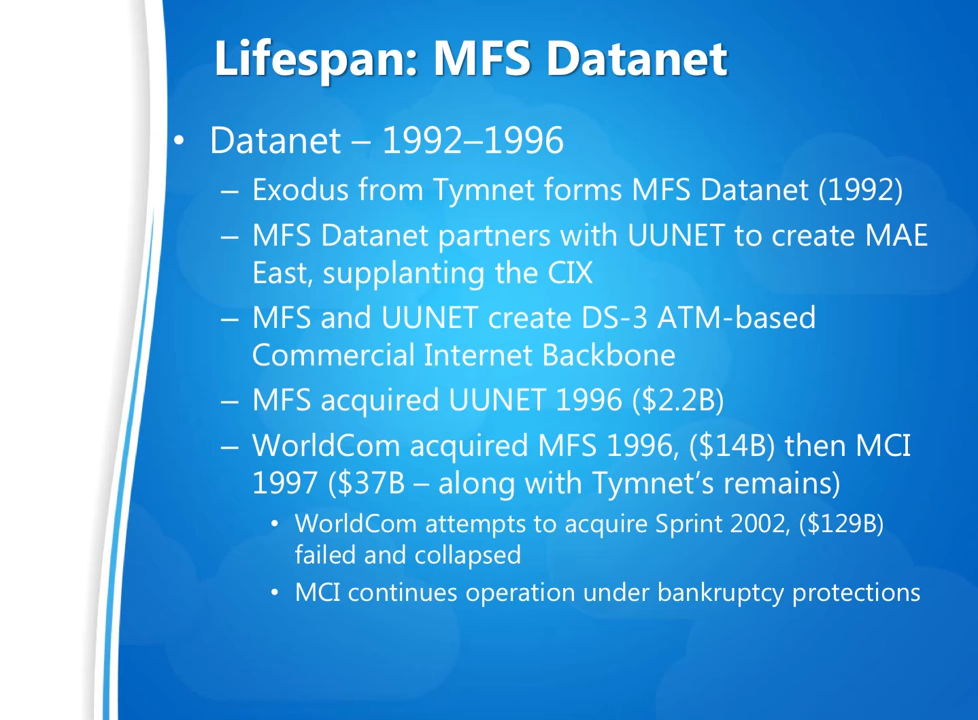 Lifespan: MFS Datanet
• Datanet – 1992–1996
– Exodus from Tymnet forms MFS Datanet (1992)
– MFS Datanet partners with UUNET to create MAE
East, supplanting the CIX
– MFS and UUNET create DS-3 ATM-based
Commercial Internet Backbone
– MFS acquired UUNET 1996 ($2.2B)
– WorldCom acquired MFS 1996, ($14B) then MCI
1997 ($37B – along with Tymnet’s remains)
• WorldCom attempts to acquire Sprint 2002, ($129B)
failed and collapsed
• MCI continues operation under bankruptcy protections